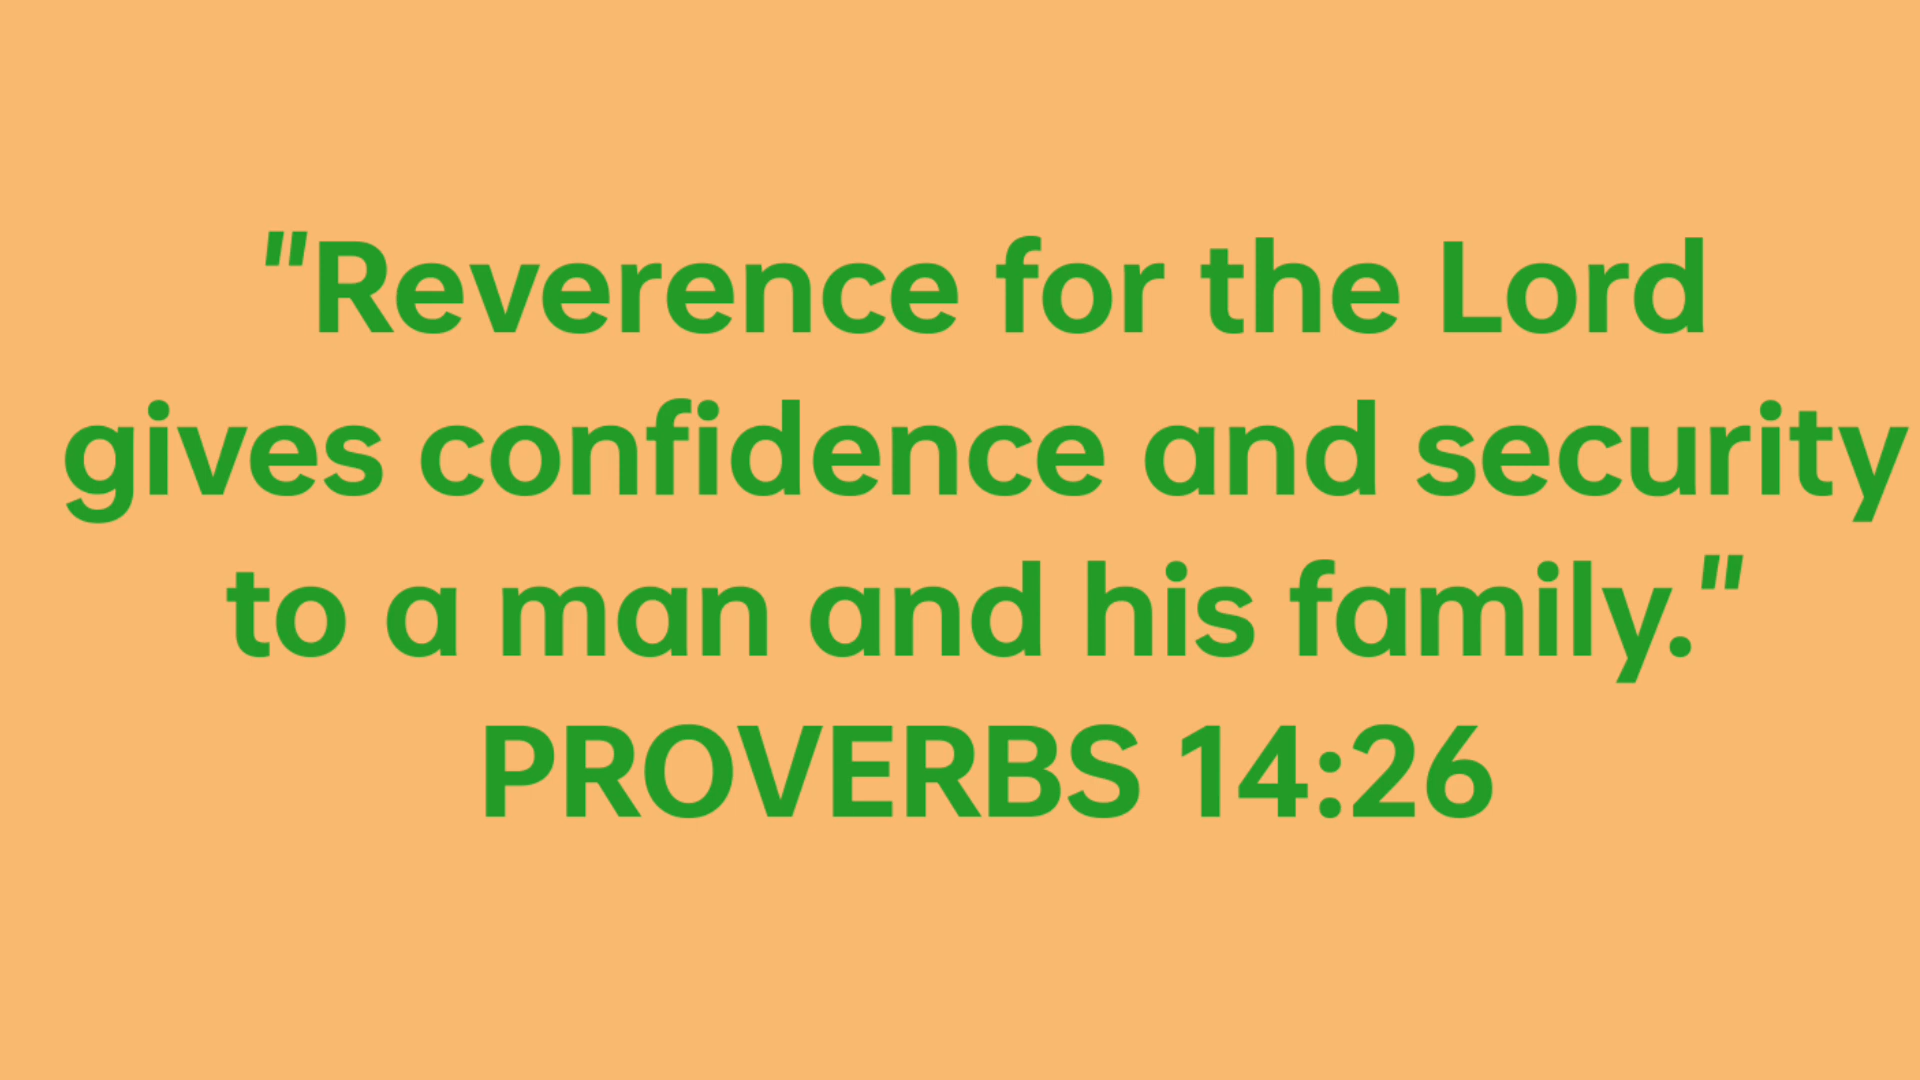 "Reverence for the Lord
gives confidence and security
to a man and his family."
PROVERBS 14:26